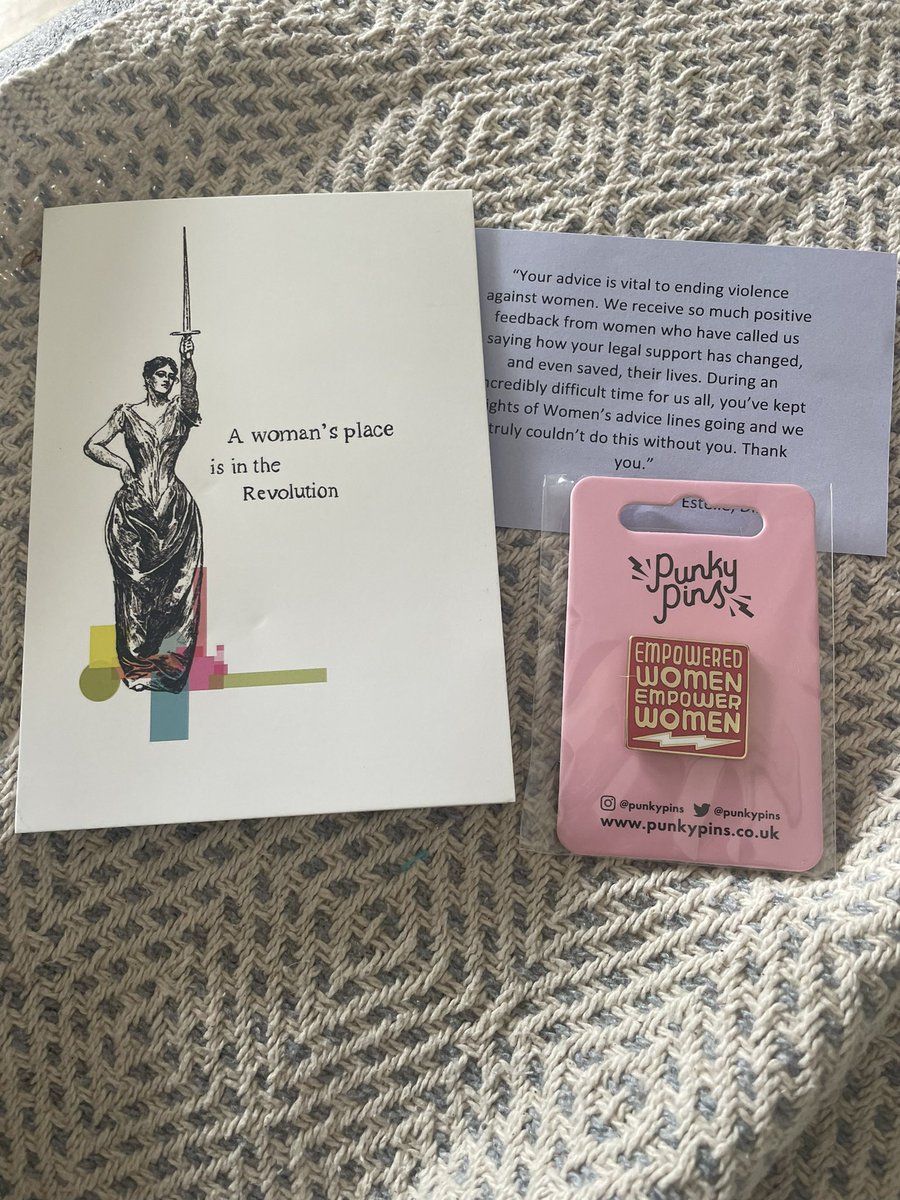 A woman's place
is in the
Revolution
"Your advice is vital to ending violence
against women. We receive so much positive
feedback from women who have called us
saying how your legal support has changed,
and even saved, their lives. During an
ncredibly difficult time for us all, you've kept
ghts of Women's advice lines going and we
truly couldn't do this without you. Thank
you."
Punky
Pins
EMPOWERED
WOMEN
EMPOWER
WOMEN
@punkypins @punkypins
www.punkypins.co.uk